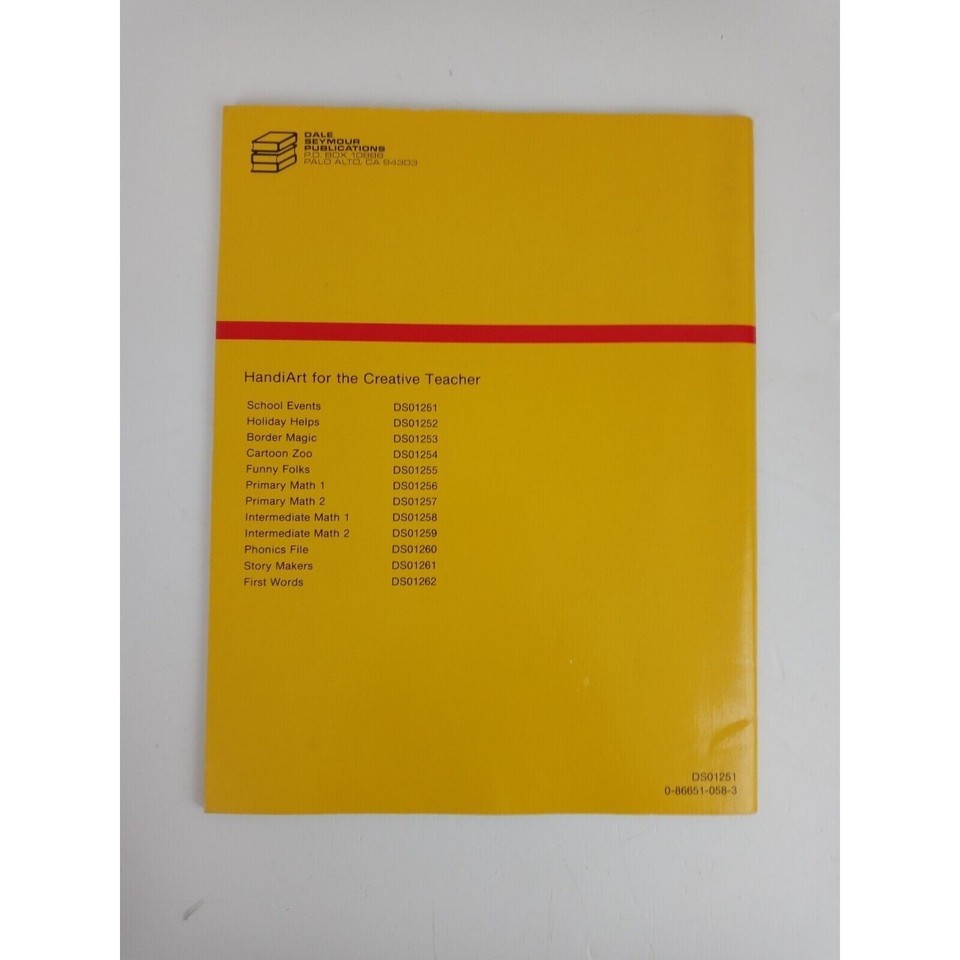 DALE
SEYMOUR
PUBLICATIONS
P.O. BOX 10888
PALO ALTO, CA 94303
HandiArt for the Creative Teacher
School Events DS01251
Holiday Helps DS01252
Border Magic DS01253
Cartoon Zoo DS01254
Funny Folks DS01255
Primary Math 1 DS01256
Primary Math 2 DS01257
Intermediate Math 1 DS01258
Intermediate Math 2 DS01259
Phonics File DS01260
Story Makers DS01261
First Words DS01262
DS01251
0-86651-058-3